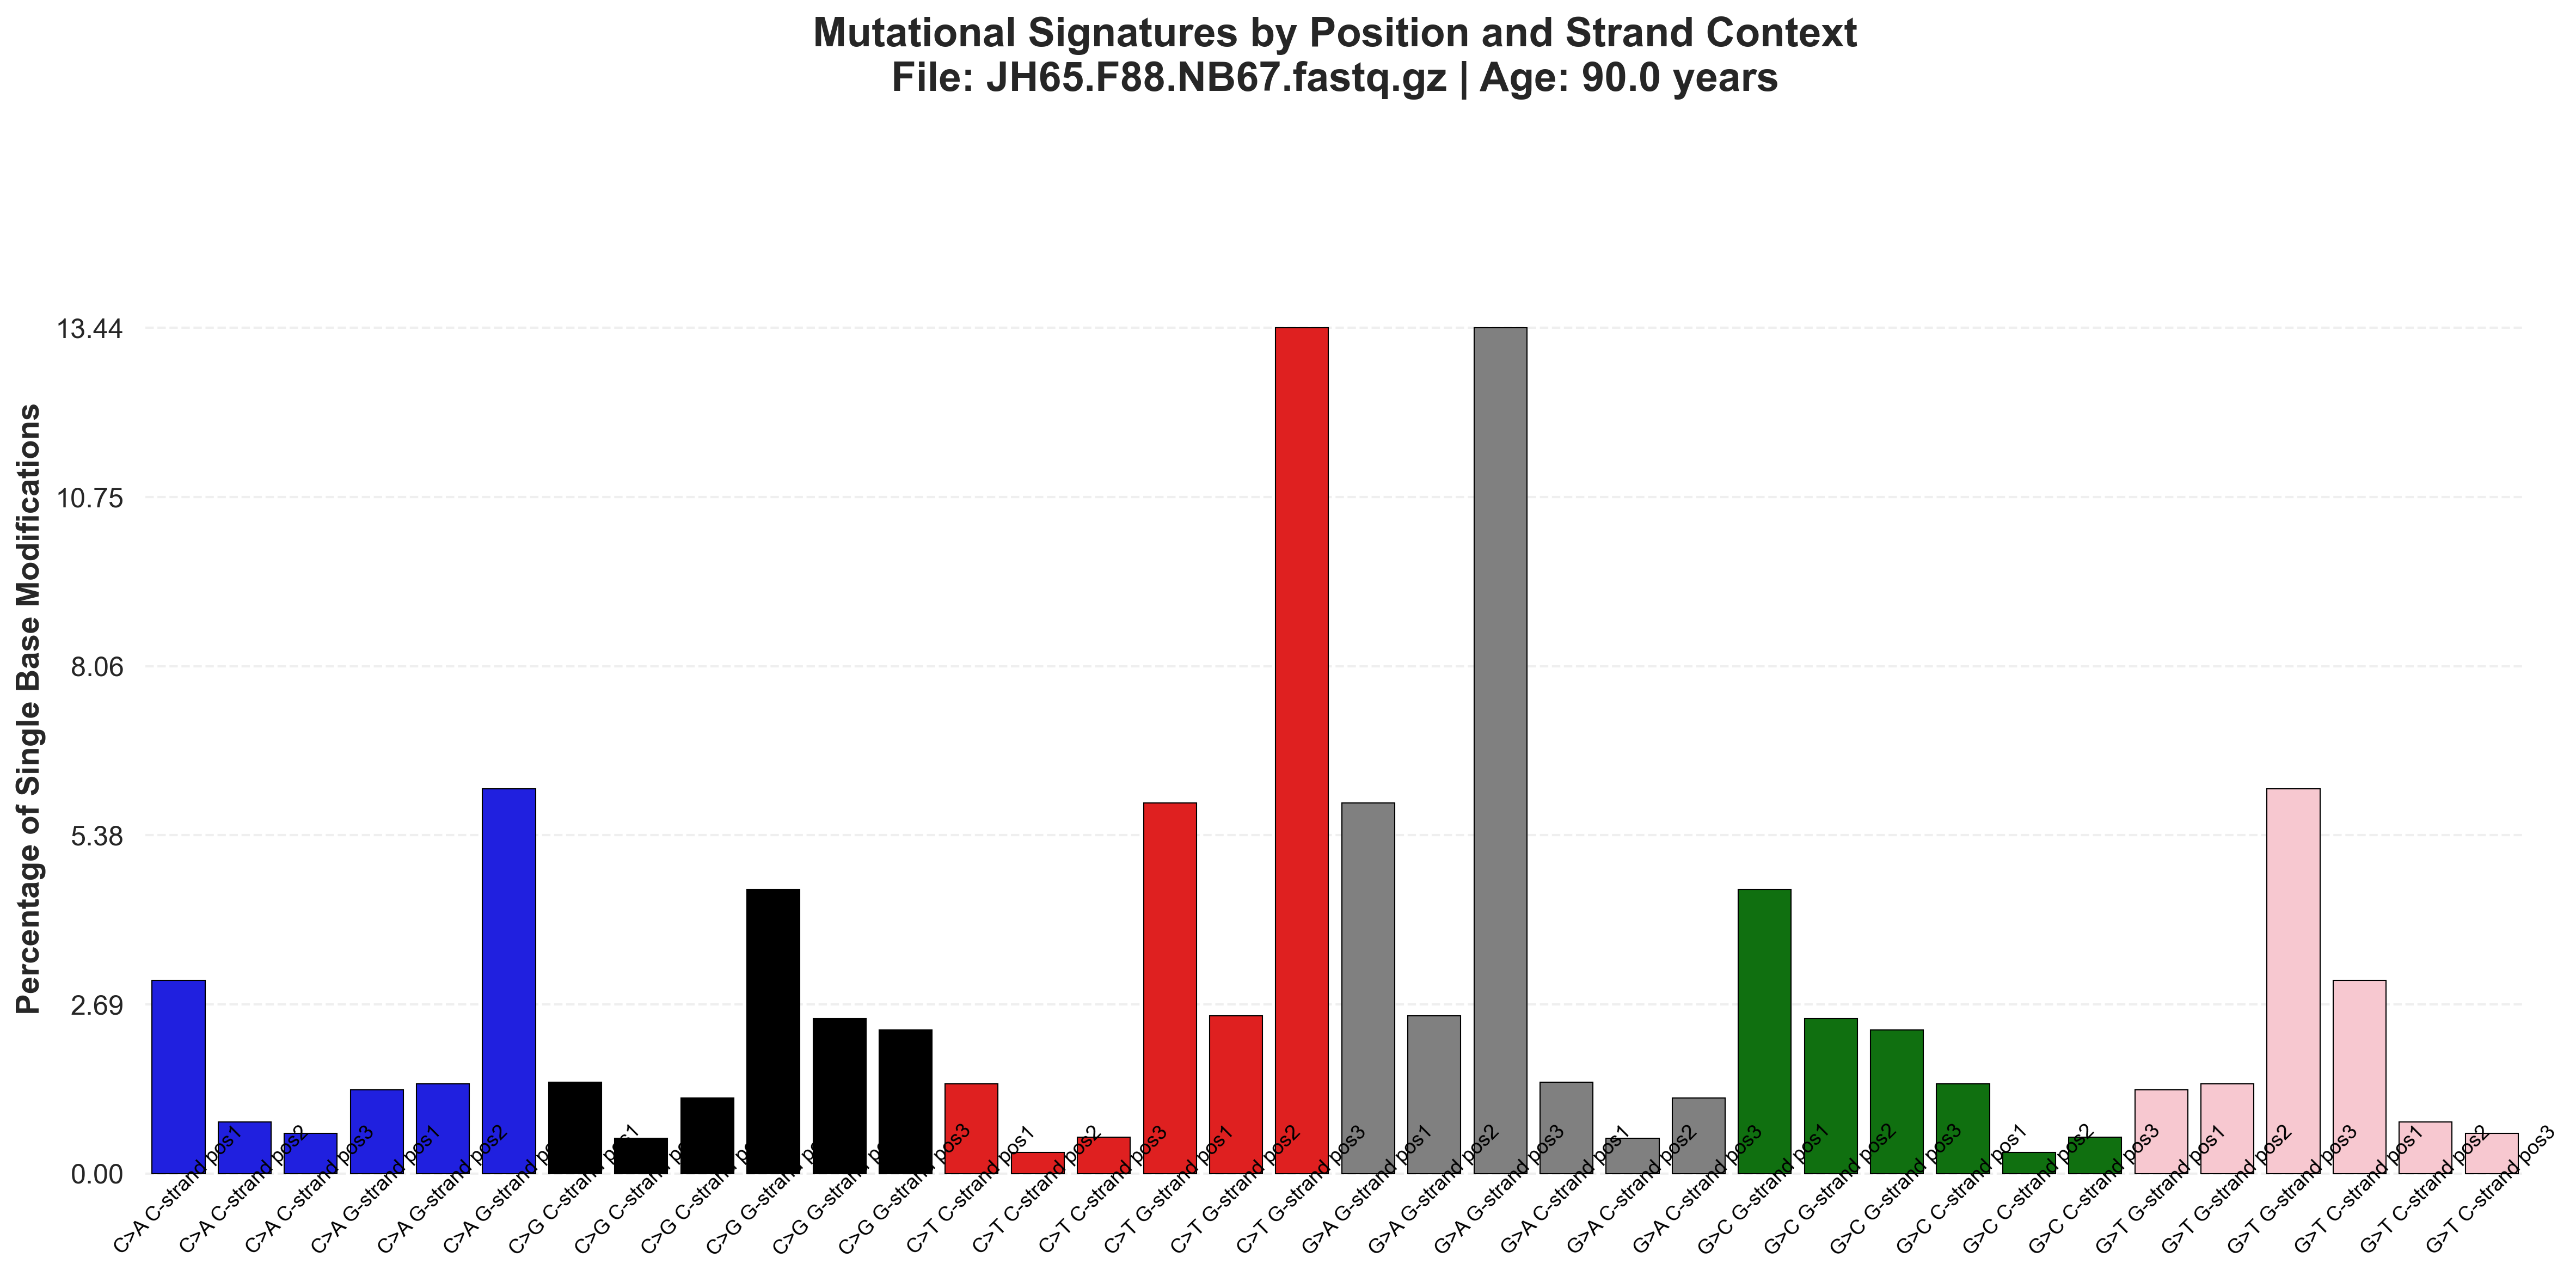 Mutational Signatures by Position and Strand Context
File: JH65.F88.NB67.fastq.gz | Age: 90.0 years
Percentage of Single Base Modifications
13.44
10.75
8.06
5.38
2.69
0.00
C>A C-strand pos1
C>A C-strand pos2
C>A C-strand pos3
C>A G-strand pos1
C>A G-strand pos2
C>A G-strand
C>G C-strand pos1
C>G C-strand
C>G C-strand
C>G G-strand
C>G G-strand
C>G G-strand pos3
C>T C-strand pos1
C>T C-strand pos2
C>T C-strand pos3
C>T G-strand pos1
C>T G-strand pos2
C>T G-strand pos3
G>A G-strand pos1
G>A G-strand pos2
G>A G-strand pos3
G>A C-strand pos1
G>A C-strand pos2
G>A C-strand pos3
G>C G-strand pos1
G>C G-strand pos2
G>C G-strand pos3
G>C C-strand pos1
G>C C-strand pos2
G>C C-strand pos3
G>T G-strand pos1
G>T G-strand pos2
G>T G-strand pos3
G>T C-strand pos1
G>T C-strand pos2
G>T C-strand pos3